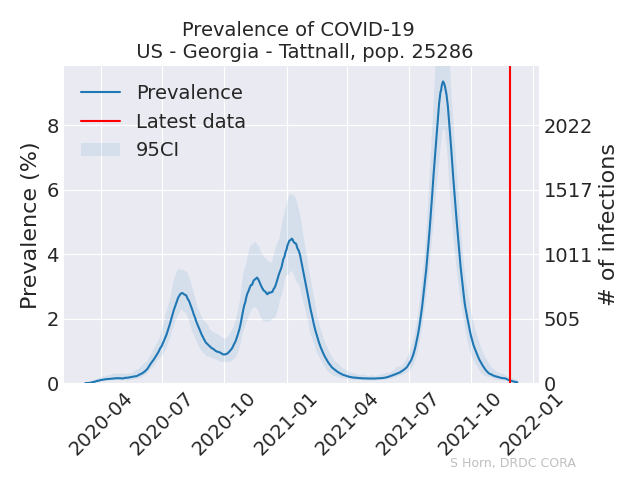 Prevalence of COVID-19
US - Georgia - Tattnall, pop. 25286
Prevalence
Latest data
95CI
Prevalence (%)
8
6
4
2
0
2022
1517
1011
505
0
# of infections
2020-04
2020-07
2020-10
2021-01
2021-04
2021-07
2021-10
2022-01
S Horn, DRDC CORA